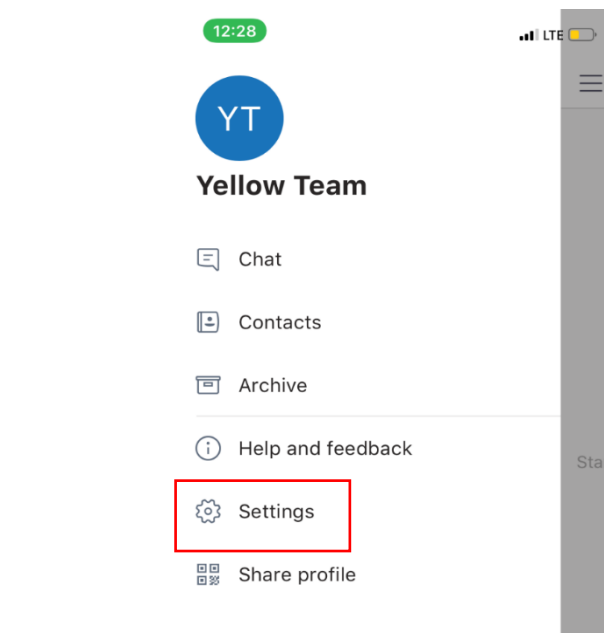 12:28
LTE
YT
Yellow Team
Chat
Contacts
Archive
Help and feedback
Sta
Settings
Share profile